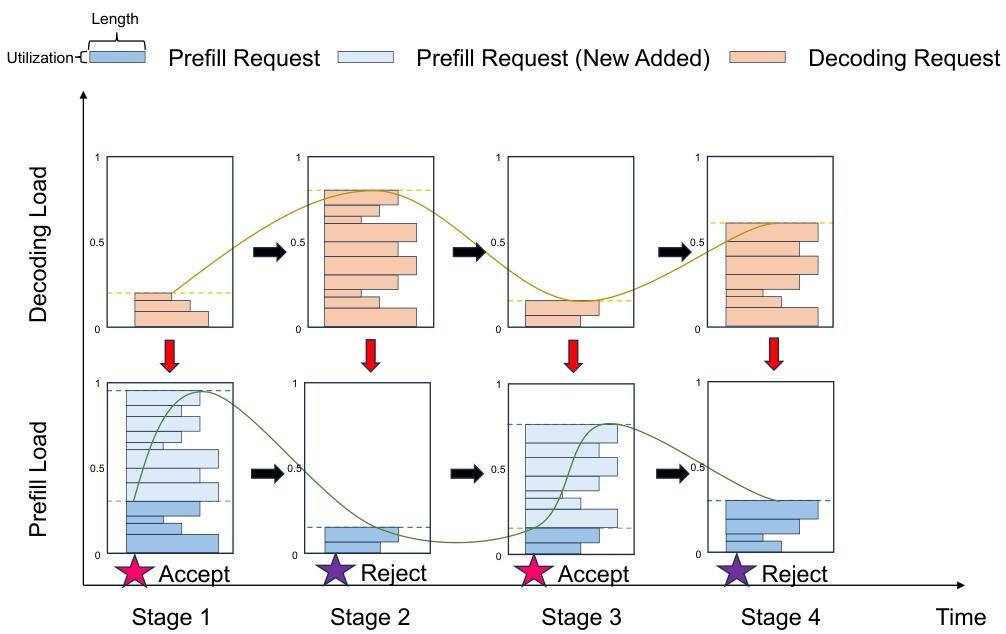 Length
Utilization
Prefill Request
Prefill Request (New Added)
Decoding Request
Decoding Load
1
0.5
0
1
0.5
0
1
0.5
0
1
0.5
0
Prefill Load
1
0.5
0
1
0.5
0
1
0.5
0
1
0.5
0
Accept
Reject
Accept
Reject
Stage 1
Stage 2
Stage 3
Stage 4
Time